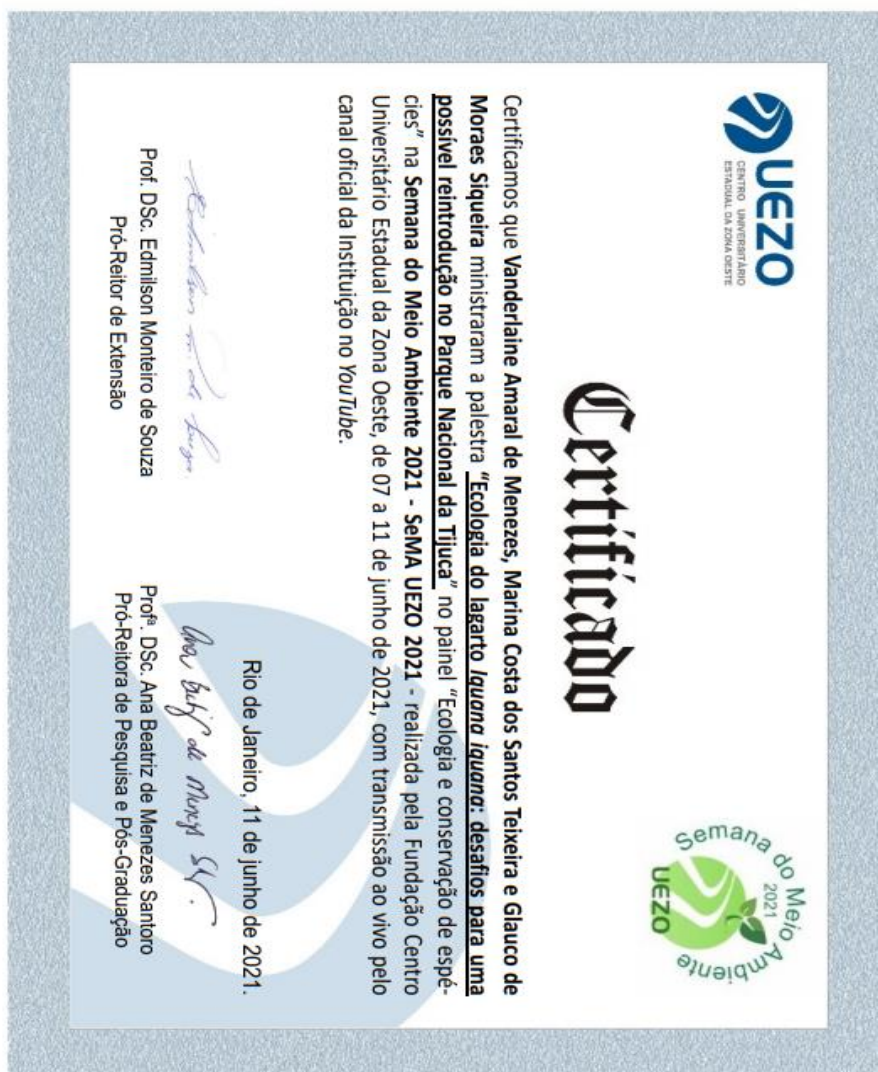 UEZO
CENTRO UNIVERSITÁRIO
ESTADUAL DA ZONA OESTE
Semana do Meio Ambiente
2021
UEZO
Certificado
Certificamos que Vanderlaine Amaral de Menezes, Marina Costa dos Santos Teixeira e Glauco de
Moraes Siqueira ministraram a palestra "Ecologia do lagarto Iguana iguana: desafios para uma
possível reintrodução no Parque Nacional da Tijuca" no painel "Ecologia e conservação de espé-
cies" na Semana do Meio Ambiente 2021 - SeMA UEZO 2021 - realizada pela Fundação Centro
Universitário Estadual da Zona Oeste, de 07 a 11 de junho de 2021, com transmissão ao vivo pelo
canal oficial da Instituição no YouTube.
Rio de Janeiro, 11 de junho de 2021.
Prof. DSc. Edmilson Monteiro de Souza
Pró-Reitor de Extensão
Profª. DSc. Ana Beatriz de Menezes Santoro
Pró-Reitora de Pesquisa e Pós-Graduação